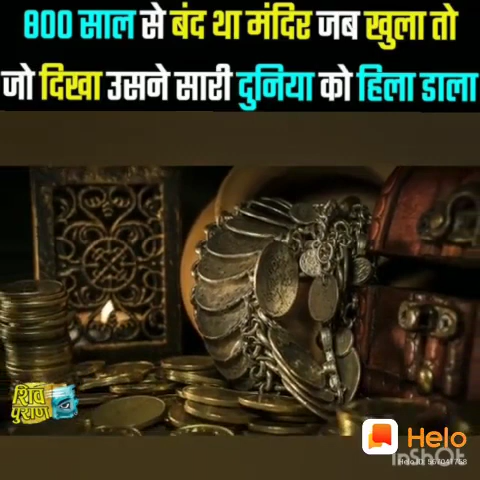 800 साल से बंद था मंदिर जब खुला तो
जो दिखा उसने सारी दुनिया को हिला डाला
शिव
पुराण
Helo
InShOt